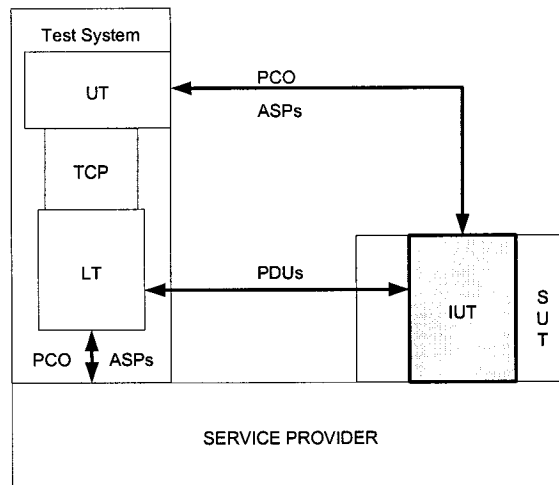 Test System
UT
PCO
ASPs
TCP
LT
PDUs
IUT
S
U
T
PCO ASPs
SERVICE PROVIDER